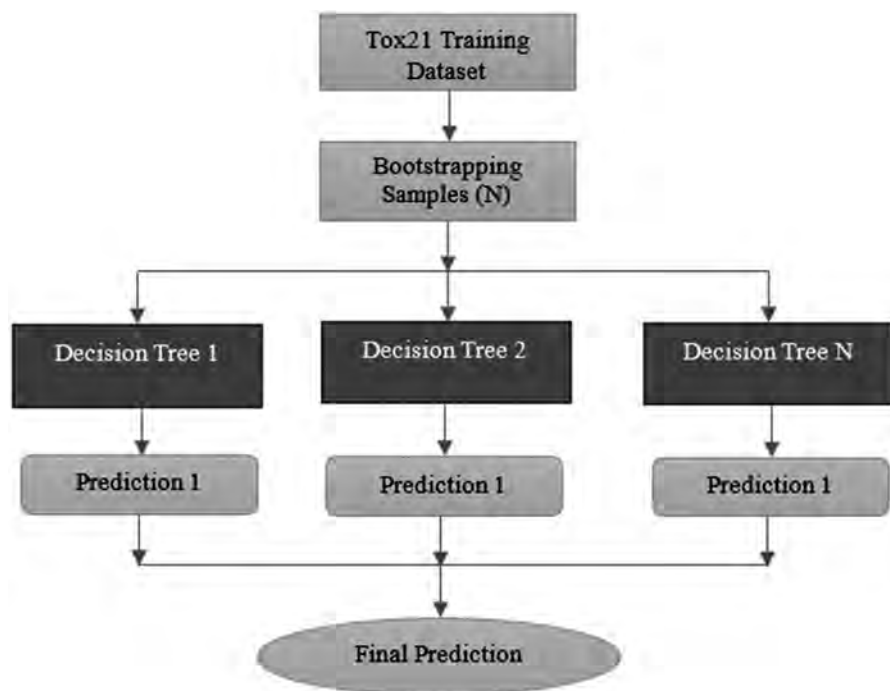 Tox21 Training
Dataset
Bootstrapping
Samples (N)
Decision Tree 1
Decision Tree 2
Decision Tree N
Prediction 1
Prediction 1
Prediction 1
Final Prediction